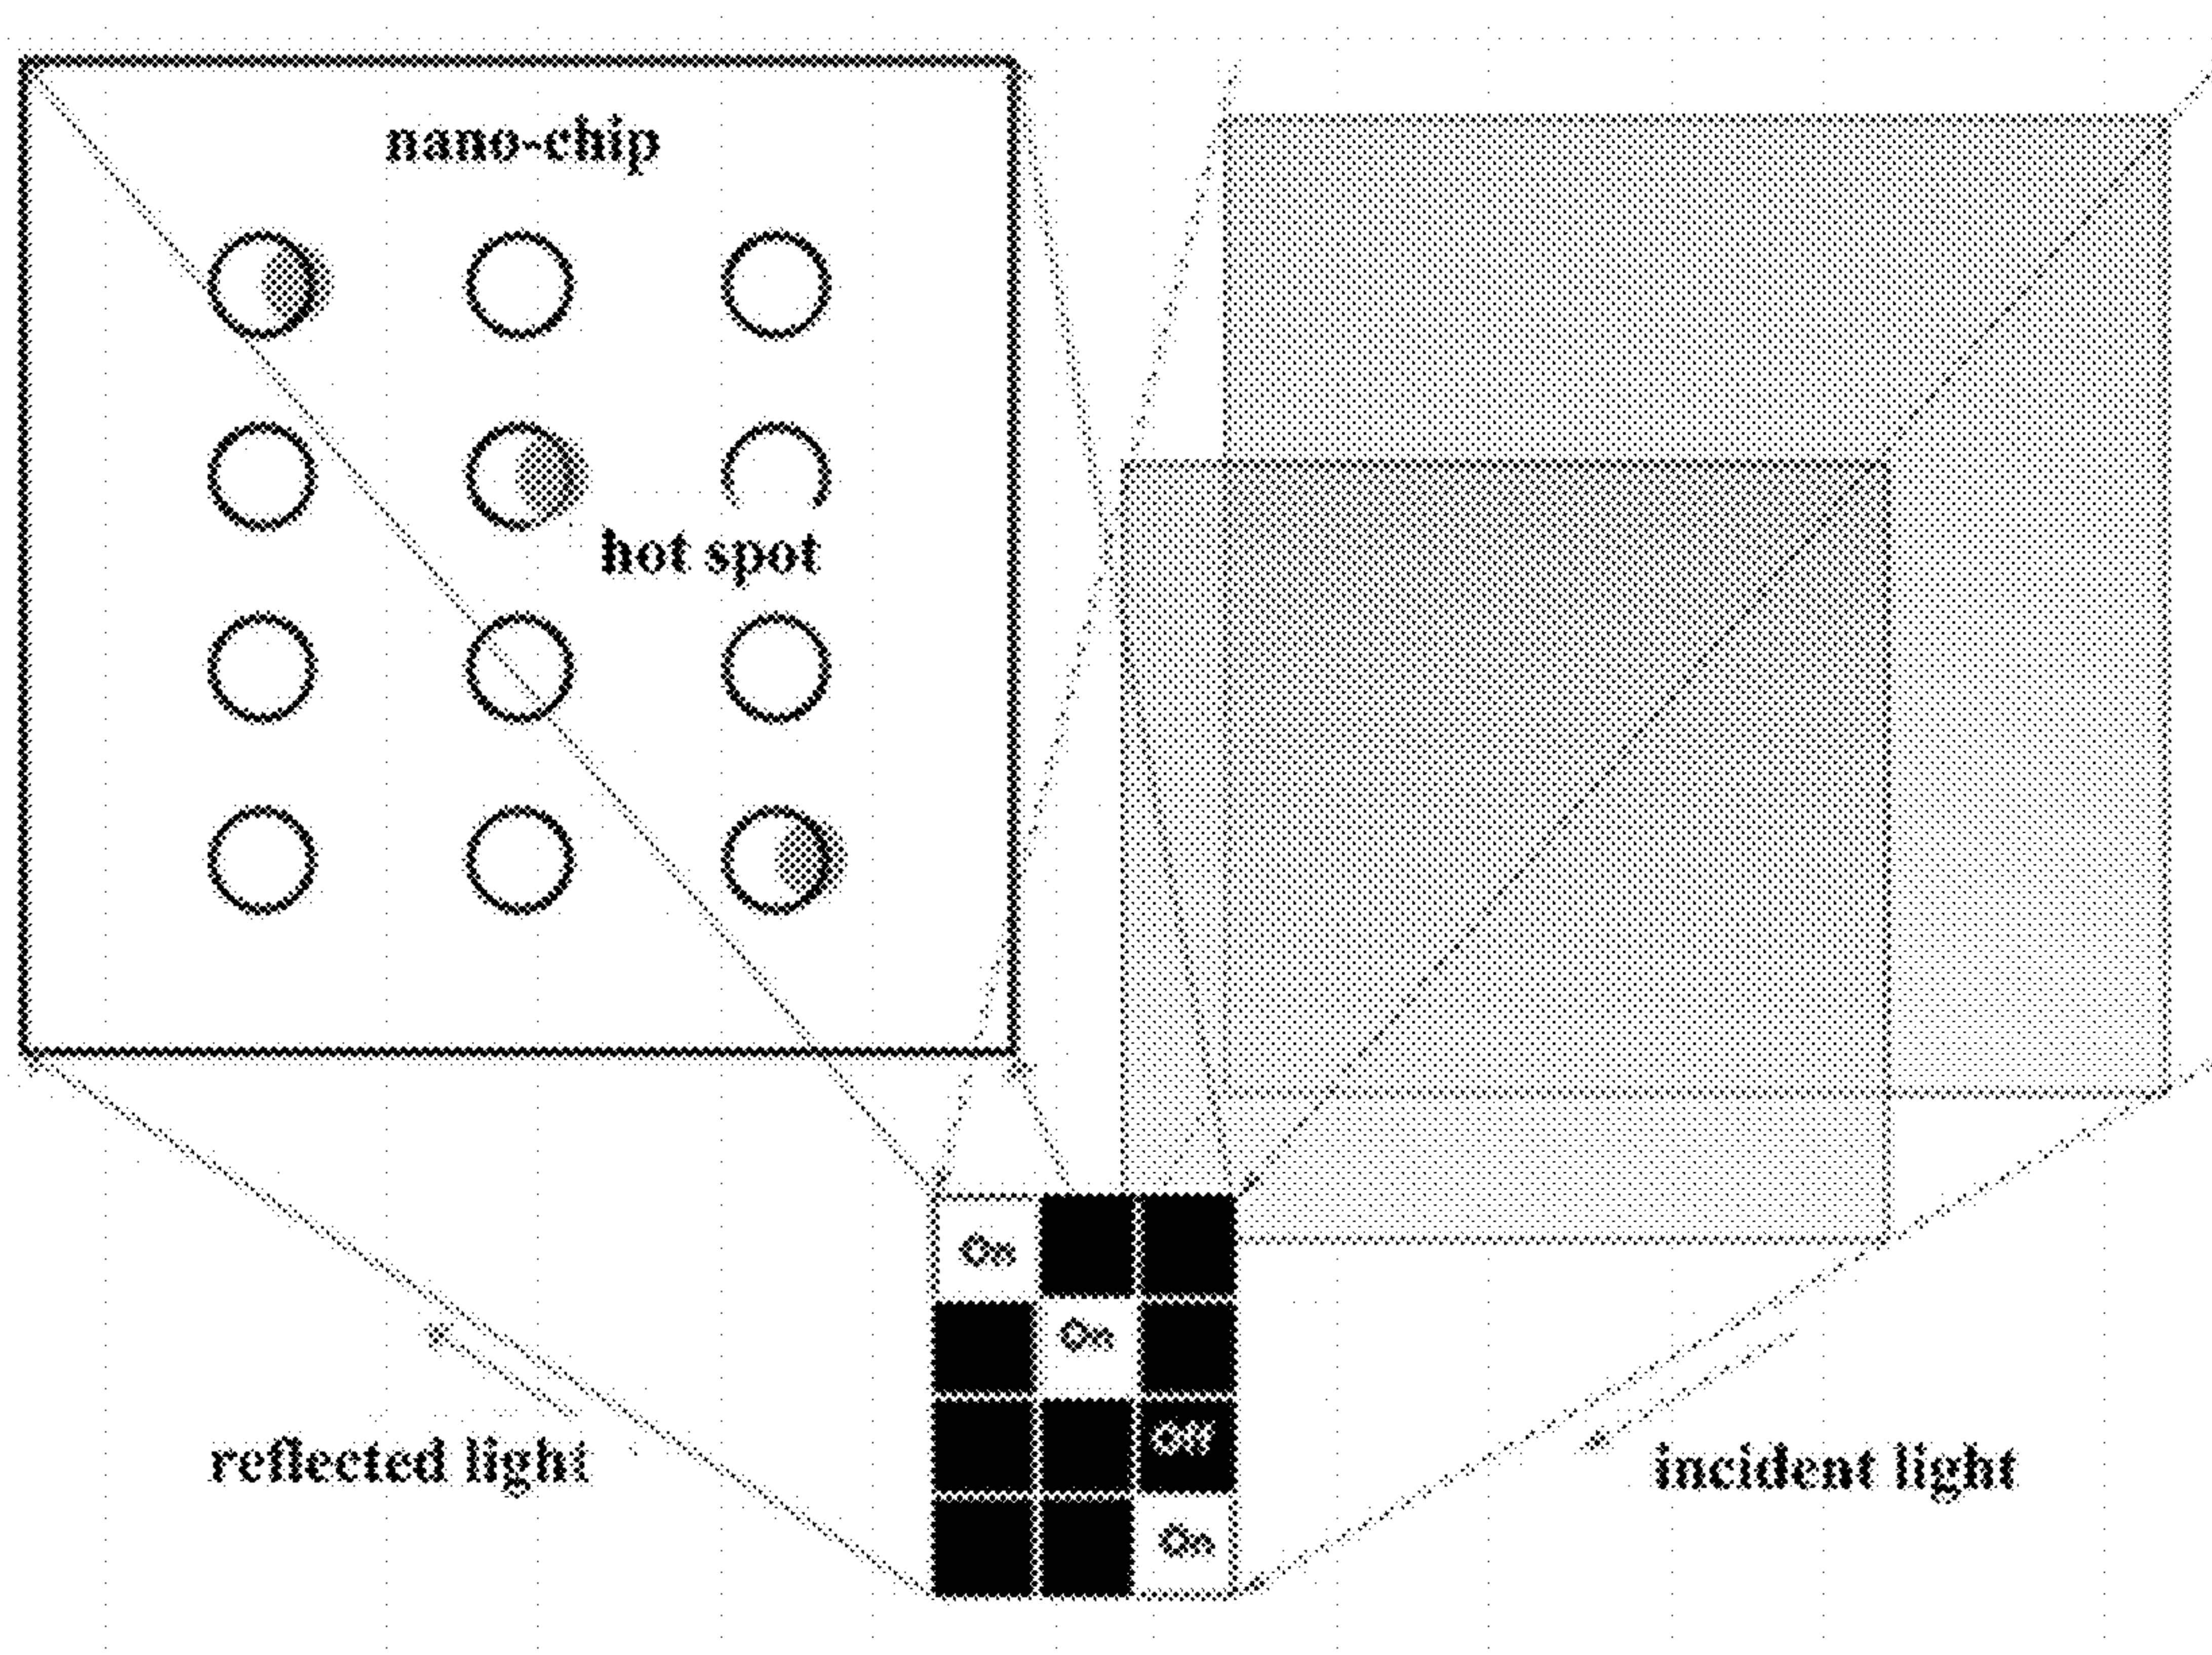 nano-chip
hot spot
On
On
Off
On
reflected light
incident light